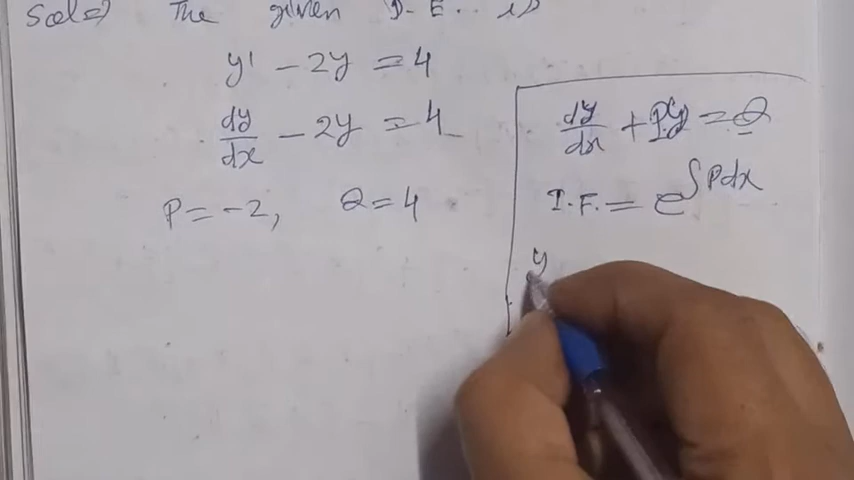 Sol⇒ The given D.E. is
y' - 2y = 4
dy/dx - 2y = 4
P = -2, Q = 4
dy/dx + Py = Q
I.F. = e^∫Pdx
y